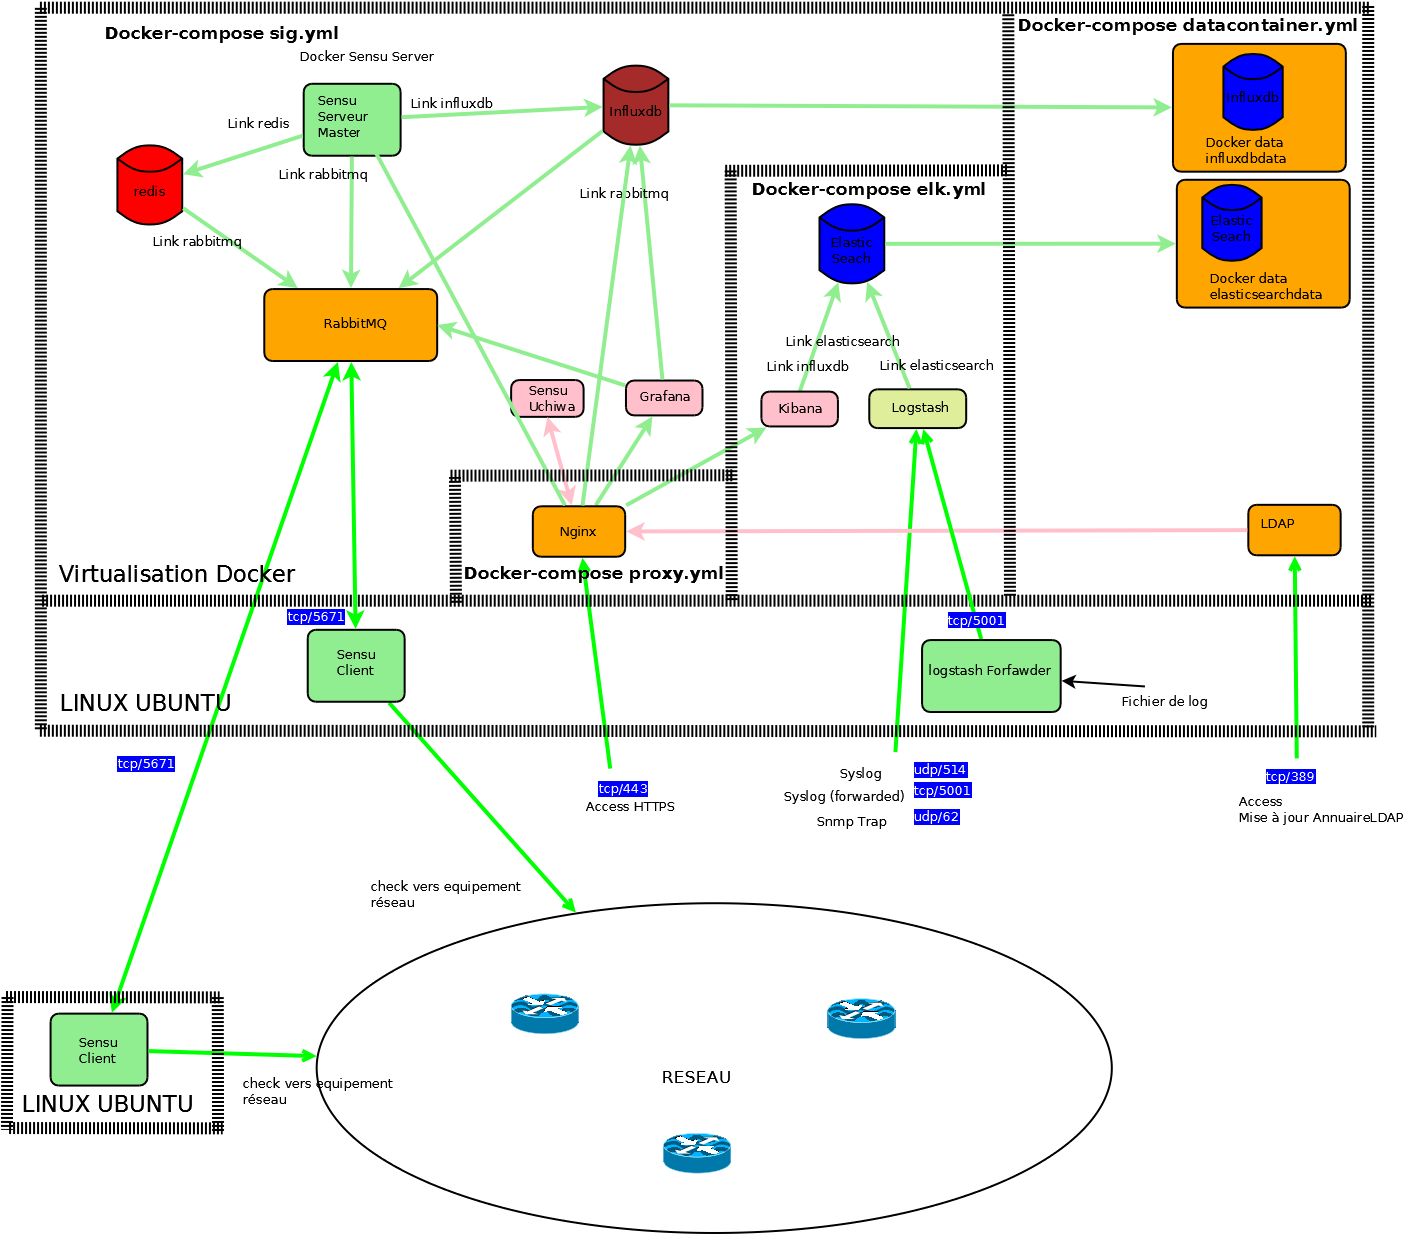 Docker-compose sig.yml
Docker-compose datacontainer.yml
Docker Sensu Server
Sensu
Serveur
Master
Link influxdb
Influxdb
Influxdb
Link redis
Docker data
influxdbdata
Link rabbitmq
redis
Link rabbitmq
Docker-compose elk.yml
Link rabbitmq
Elastic
Seach
Elastic
Seach
Docker data
elasticsearchdata
RabbitMQ
Link elasticsearch
Link influxdb
Link elasticsearch
Sensu
Uchiwa
Grafana
Kibana
Logstash
Nginx
LDAP
Docker-compose proxy.yml
Virtualisation Docker
tcp/5671
tcp/5001
Sensu
Client
logstash Forfawder
Fichier de log
LINUX UBUNTU
tcp/5671
tcp/443
Access HTTPS
Syslog
udp/514
Syslog (forwarded)
tcp/5001
Snmp Trap
udp/62
tcp/389
Access
Mise à jour AnnuaireLDAP
check vers equipement
réseau
Sensu
Client
LINUX UBUNTU
check vers equipement
réseau
RESEAU